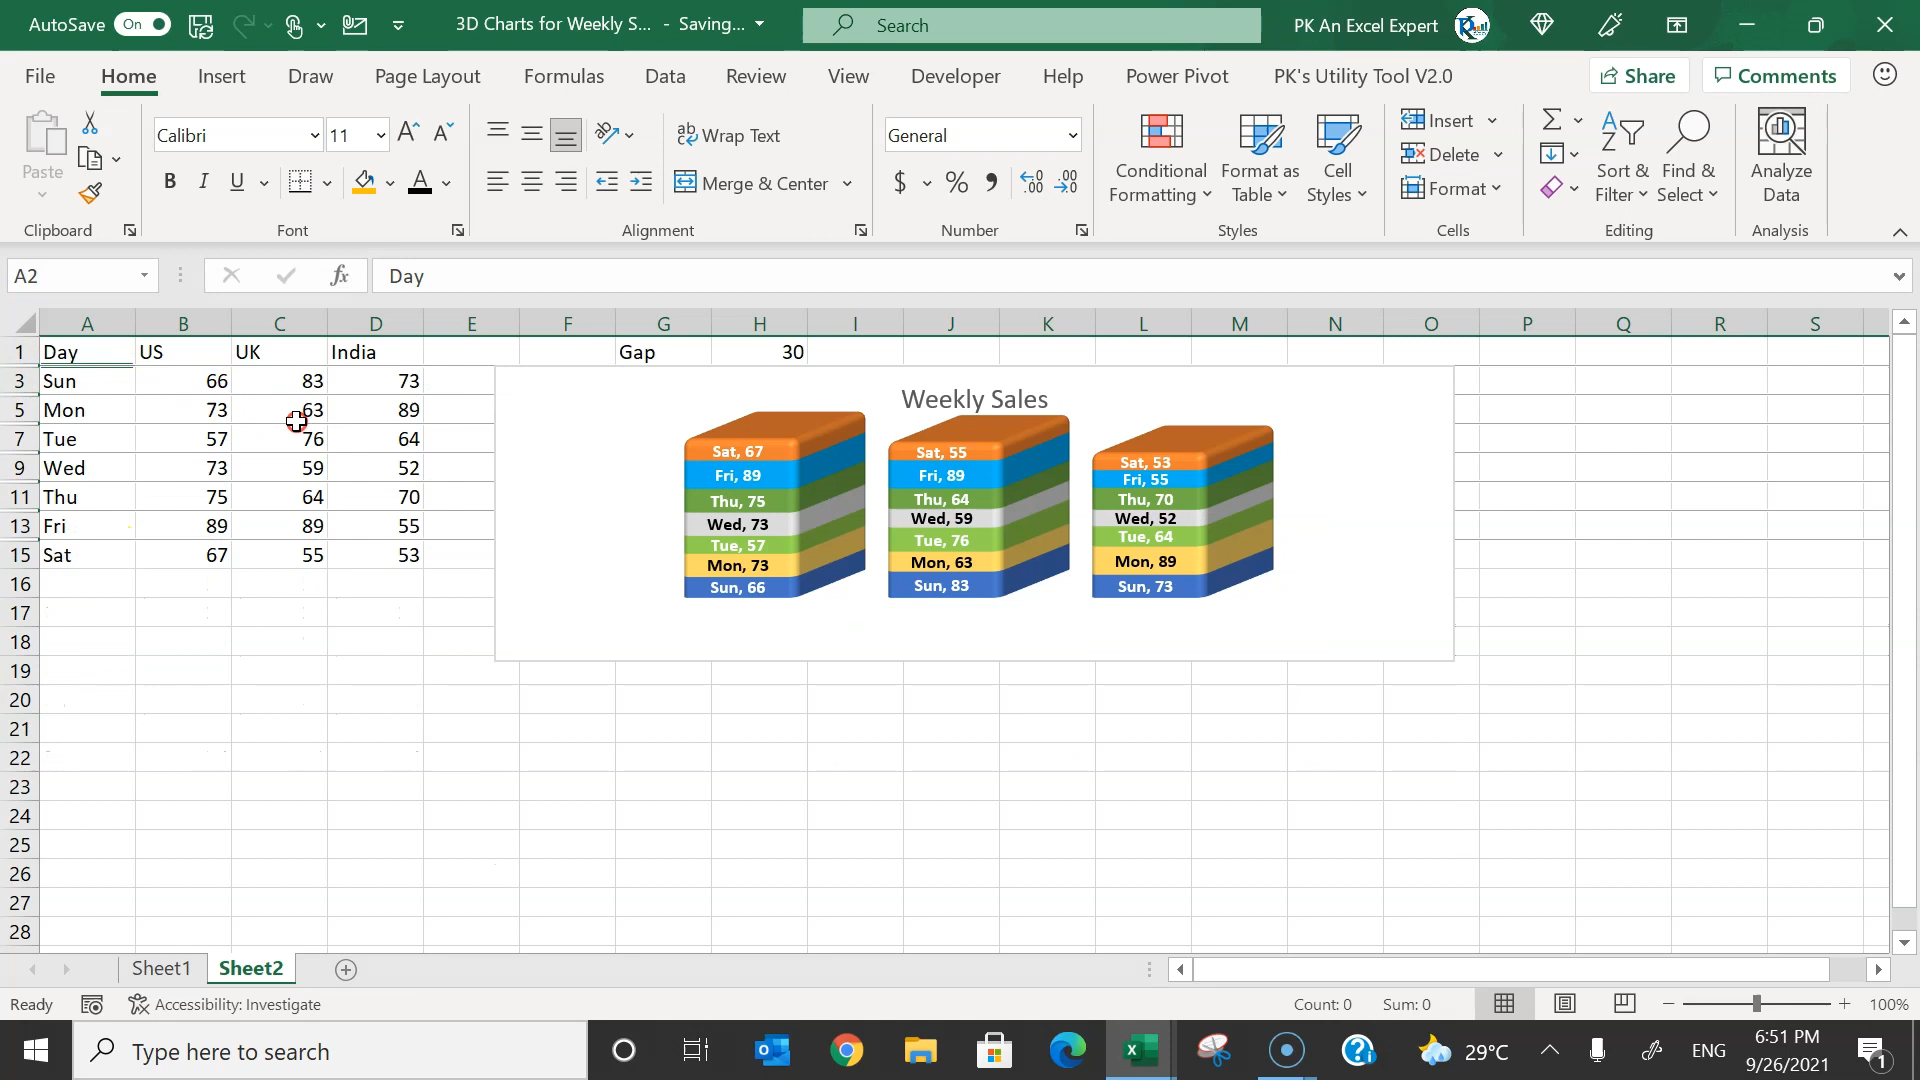 AutoSave On 3D Charts for Weekly S... - Saving... Search PK An Excel Expert
File Home Insert Draw Page Layout Formulas Data Review View Developer Help Power Pivot PK's Utility Tool V2.0 Share Comments
Paste Calibri 11 Wrap Text General Conditional Formatting Format as Table Cell Styles Insert Delete Format Sort & Filter Find & Select Analyze Data
B I U A Merge & Center $ % 9
Clipboard Font Alignment Number Styles Cells Editing Analysis
A2 fx Day
A B C D E F G H I J K L M N O P Q R S
1 Day US UK India Gap 30
3 Sun 66 83 73
5 Mon 73 63 89
7 Tue 57 76 64
9 Wed 73 59 52
11 Thu 75 64 70
13 Fri 89 89 55
15 Sat 67 55 53
Weekly Sales
Sat, 67 Sat, 55 Sat, 53
Fri, 89 Fri, 89 Fri, 55
Thu, 75 Thu, 64 Thu, 70
Wed, 73 Wed, 59 Wed, 52
Tue, 57 Tue, 76 Tue, 64
Mon, 73 Mon, 63 Mon, 89
Sun, 66 Sun, 83 Sun, 73
16
17
18
19
20
21
22
23
24
25
26
27
28
Sheet1 Sheet2
Ready Accessibility: Investigate Count: 0 Sum: 0 100%
Type here to search 29°C ENG 6:51 PM
9/26/2021 1